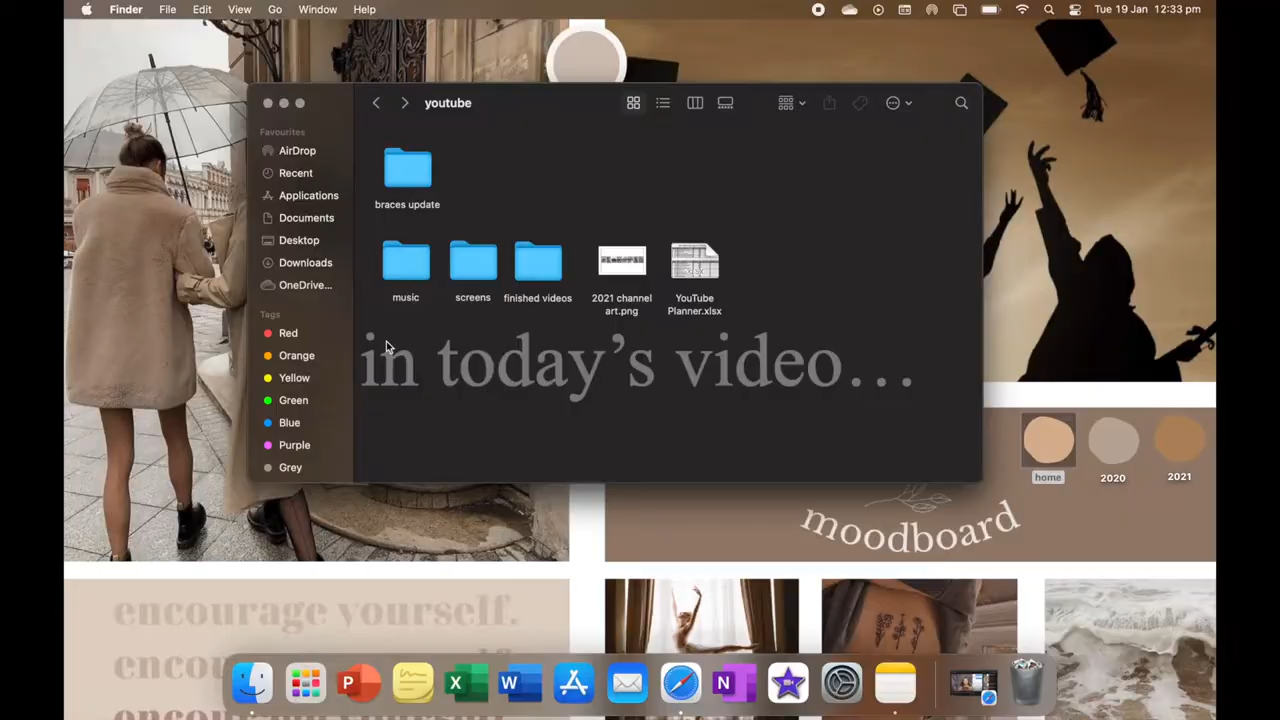 Finder File Edit View Go Window Help
Tue 19 Jan 12:33 pm
youtube
Favourites
AirDrop
Recent
Applications
Documents
Desktop
Downloads
OneDrive...
Tags
Red
Orange
Yellow
Green
Blue
Purple
Grey
braces update
music
screens
finished videos
2021 channel
art.png
YouTube
Planner.xlsx
in today's video...
home
2020
2021
moodboard
encourage yourself.
P
X
W
N